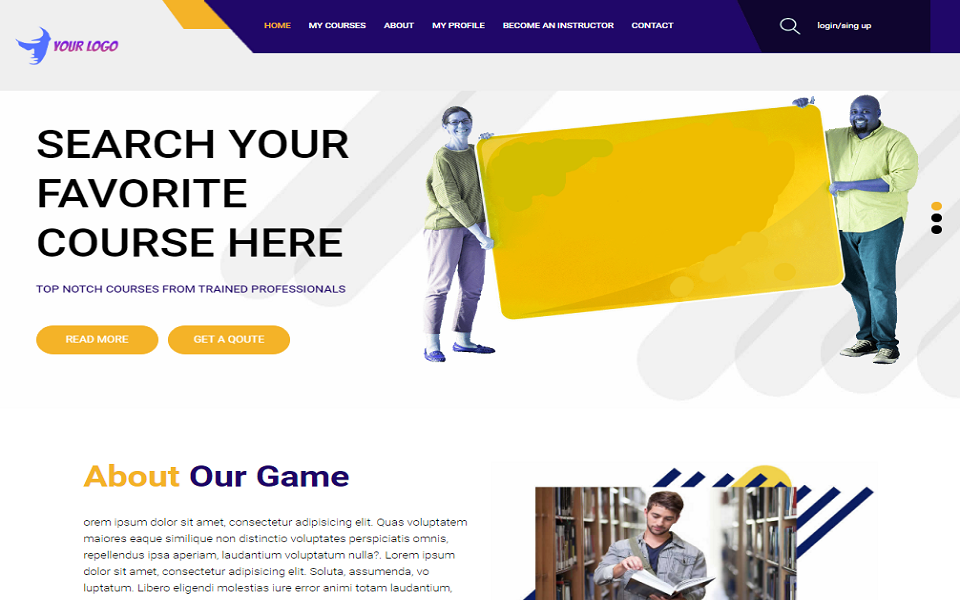 HOME MY COURSES ABOUT MY PROFILE BECOME AN INSTRUCTOR CONTACT
login/sing up
YOUR LOGO
SEARCH YOUR
FAVORITE
COURSE HERE
TOP NOTCH COURSES FROM TRAINED PROFESSIONALS
READ MORE
GET A QOUTE
About Our Game
orem ipsum dolor sit amet, consectetur adipisicing elit. Quas voluptatem
maiores eaque similique non distinctio voluptates perspiciatis omnis,
repellendus ipsa aperiam, laudantium voluptatum nulla?. Lorem ipsum
dolor sit amet, consectetur adipisicing elit. Soluta, assumenda, vo
luptatum. Libero eligendi molestias iure error animi totam laudantium,